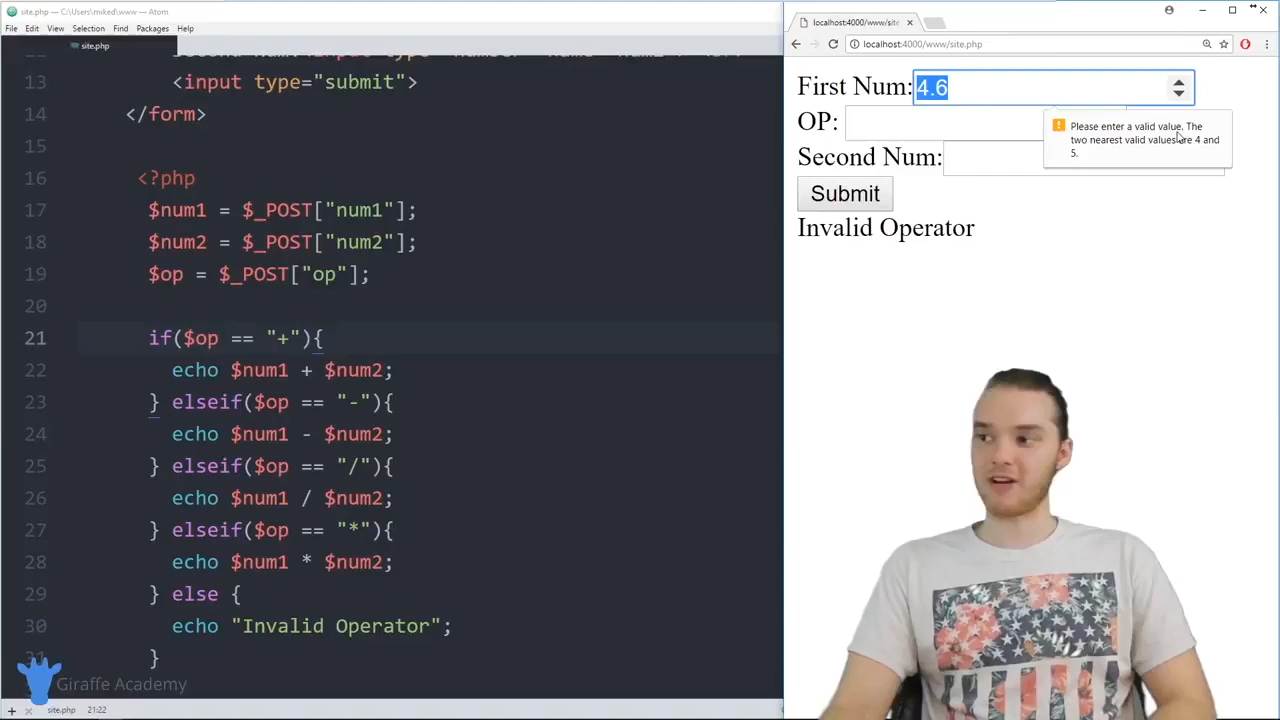 site.php — C:\Users\miked\www — Atom
File Edit View Selection Find Packages Help
site.php
13 <input type="submit">
14 </form>
15
16 <?php
17 $num1 = $_POST["num1"];
18 $num2 = $_POST["num2"];
19 $op = $_POST["op"];
20
21 if($op == "+"){
22 echo $num1 + $num2;
23 } elseif($op == "-"){
24 echo $num1 - $num2;
25 } elseif($op == "/"){
26 echo $num1 / $num2;
27 } elseif($op == "*"){
28 echo $num1 * $num2;
29 } else {
30 echo "Invalid Operator";
}
Giraffe Academy
site.php 21:22
localhost:4000/www/site
localhost:4000/www/site.php
First Num: 4.6
OP:
Please enter a valid value. The
two nearest valid values are 4 and
5.
Second Num:
Submit
Invalid Operator